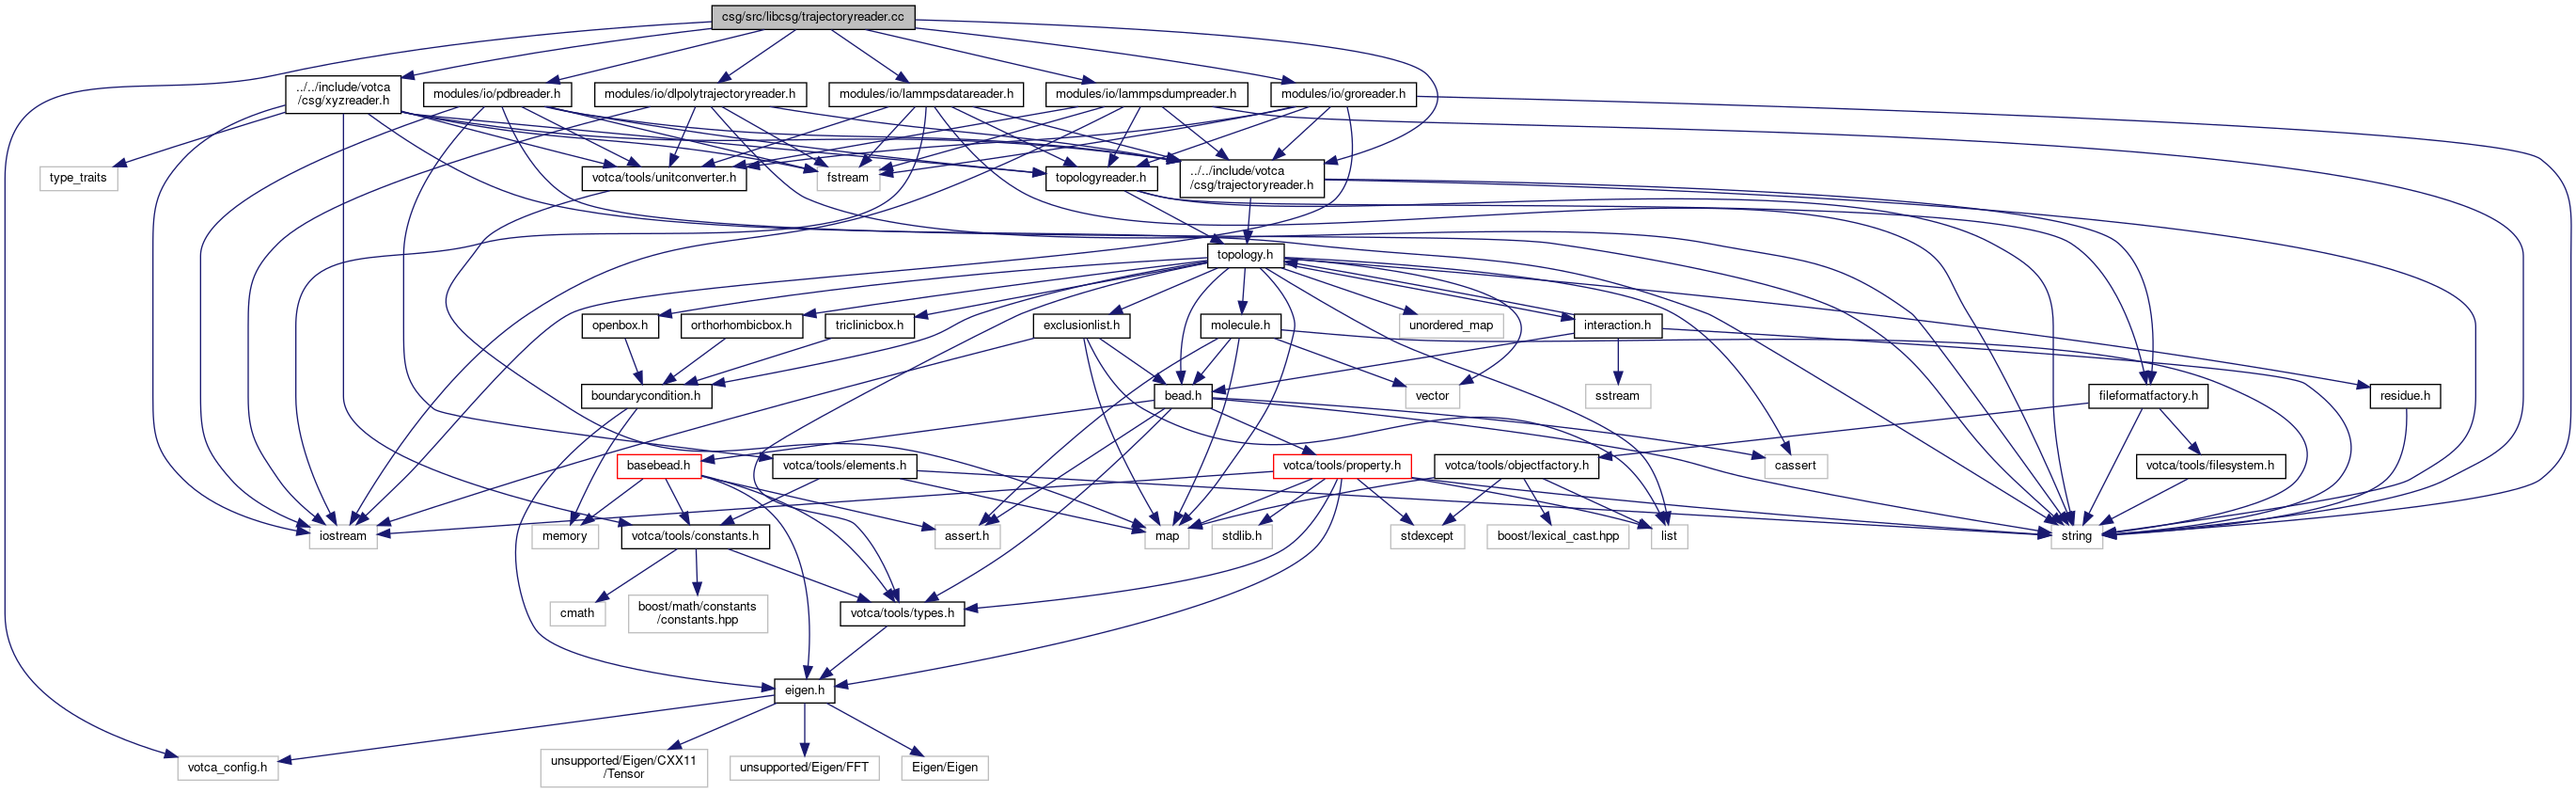 csg/src/libcsg/trajectoryreader.cc
../../include/votca
/csg/xyzreader.h
modules/io/pdbreader.h
modules/io/dlpolytrajectoryreader.h
modules/io/lammpsdatareader.h
modules/io/lammpsdumpreader.h
modules/io/groreader.h
type_traits
votca/tools/unitconverter.h
fstream
topologyreader.h
../../include/votca
/csg/trajectoryreader.h
topology.h
openbox.h
orthorhombicbox.h
triclinicbox.h
exclusionlist.h
molecule.h
unordered_map
interaction.h
boundarycondition.h
bead.h
vector
sstream
fileformatfactory.h
residue.h
basebead.h
votca/tools/elements.h
votca/tools/property.h
votca/tools/objectfactory.h
cassert
votca/tools/filesystem.h
iostream
memory
votca/tools/constants.h
assert.h
map
stdlib.h
stdexcept
boost/lexical_cast.hpp
list
string
cmath
boost/math/constants
/constants.hpp
votca/tools/types.h
eigen.h
votca_config.h
unsupported/Eigen/CXX11
/Tensor
unsupported/Eigen/FFT
Eigen/Eigen